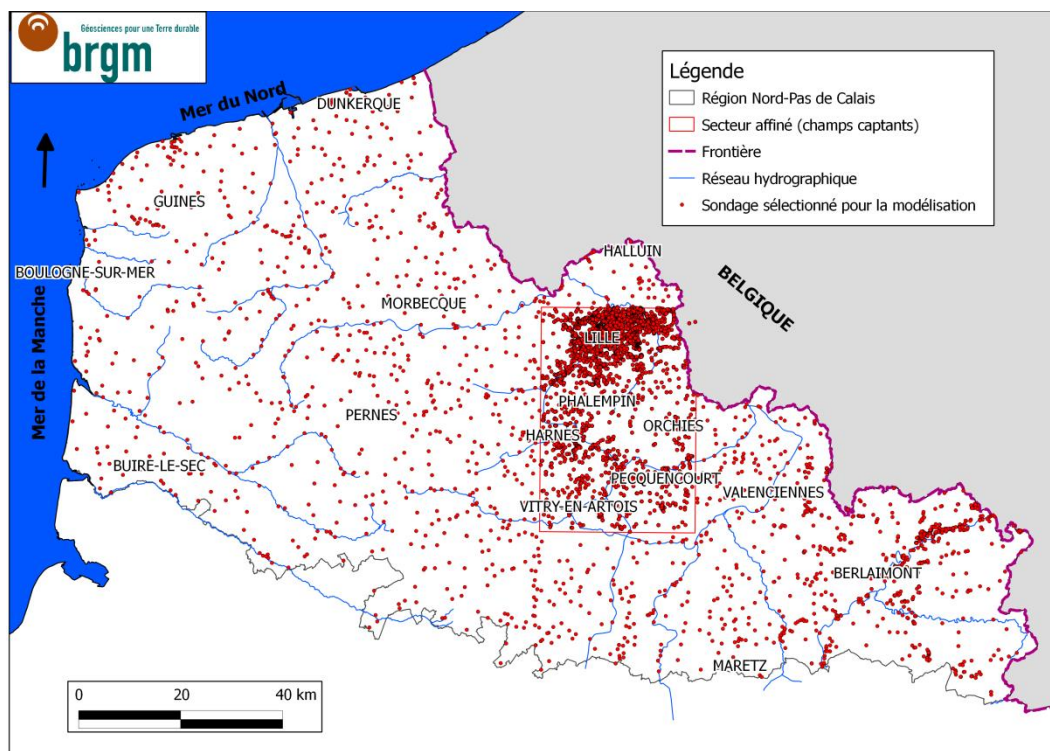 Géosciences pour une Terre durable
brgm
Mer du Nord
DUNKERQUE
Légende
Région Nord-Pas de Calais
Secteur affiné (champs captants)
Frontière
Réseau hydrographique
Sondage sélectionné pour la modélisation
GUINES
HALLUIN
BOULOGNE-SUR-MER
BELGIQUE
Mer de la Manche
MORBECQUE
LILLE
PHALEMPIN
PERNES
ORCHIES
HARNES
BUIRE-LE-SEC
PECQUENCOURT
VALENCIENNES
VITRY-EN-ARTOIS
BERLAIMONT
MARETZ
0 20 40 km